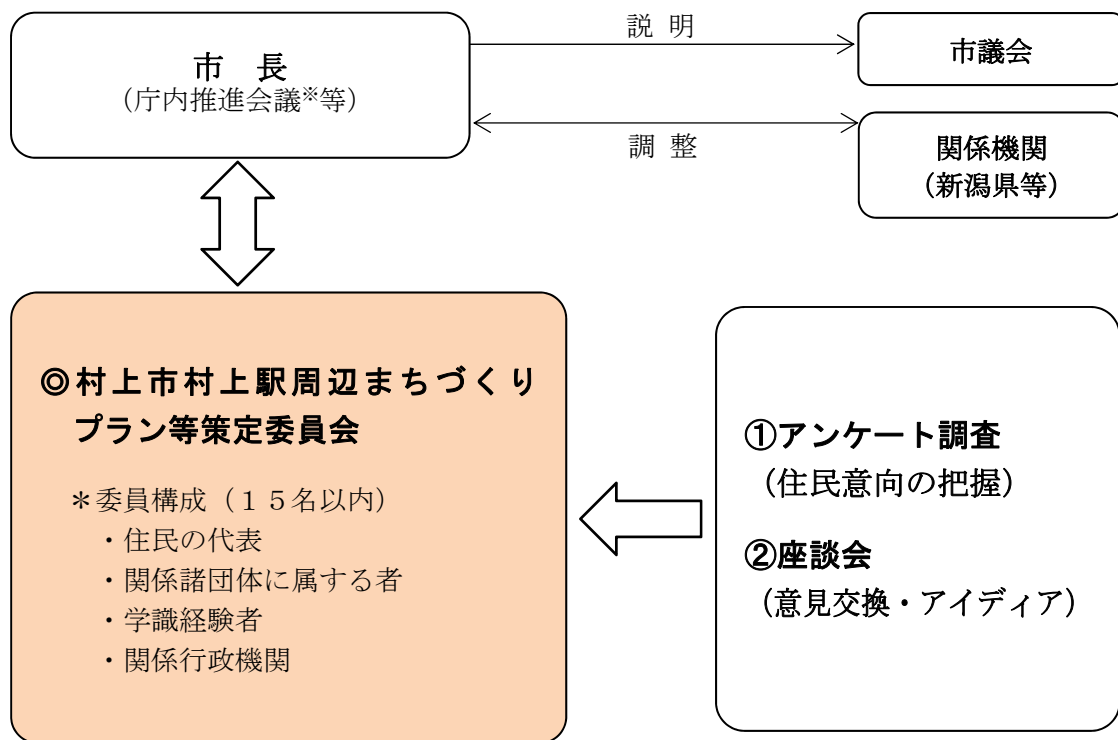 市　長
（庁内推進会議※等）
説 明
市議会
調 整
関係機関
（新潟県等）
◎村上市村上駅周辺まちづくり
プラン等策定委員会
＊委員構成（１５名以内）
・住民の代表
・関係諸団体に属する者
・学識経験者
・関係行政機関
①アンケート調査
（住民意向の把握）
②座談会
（意見交換・アイディア）